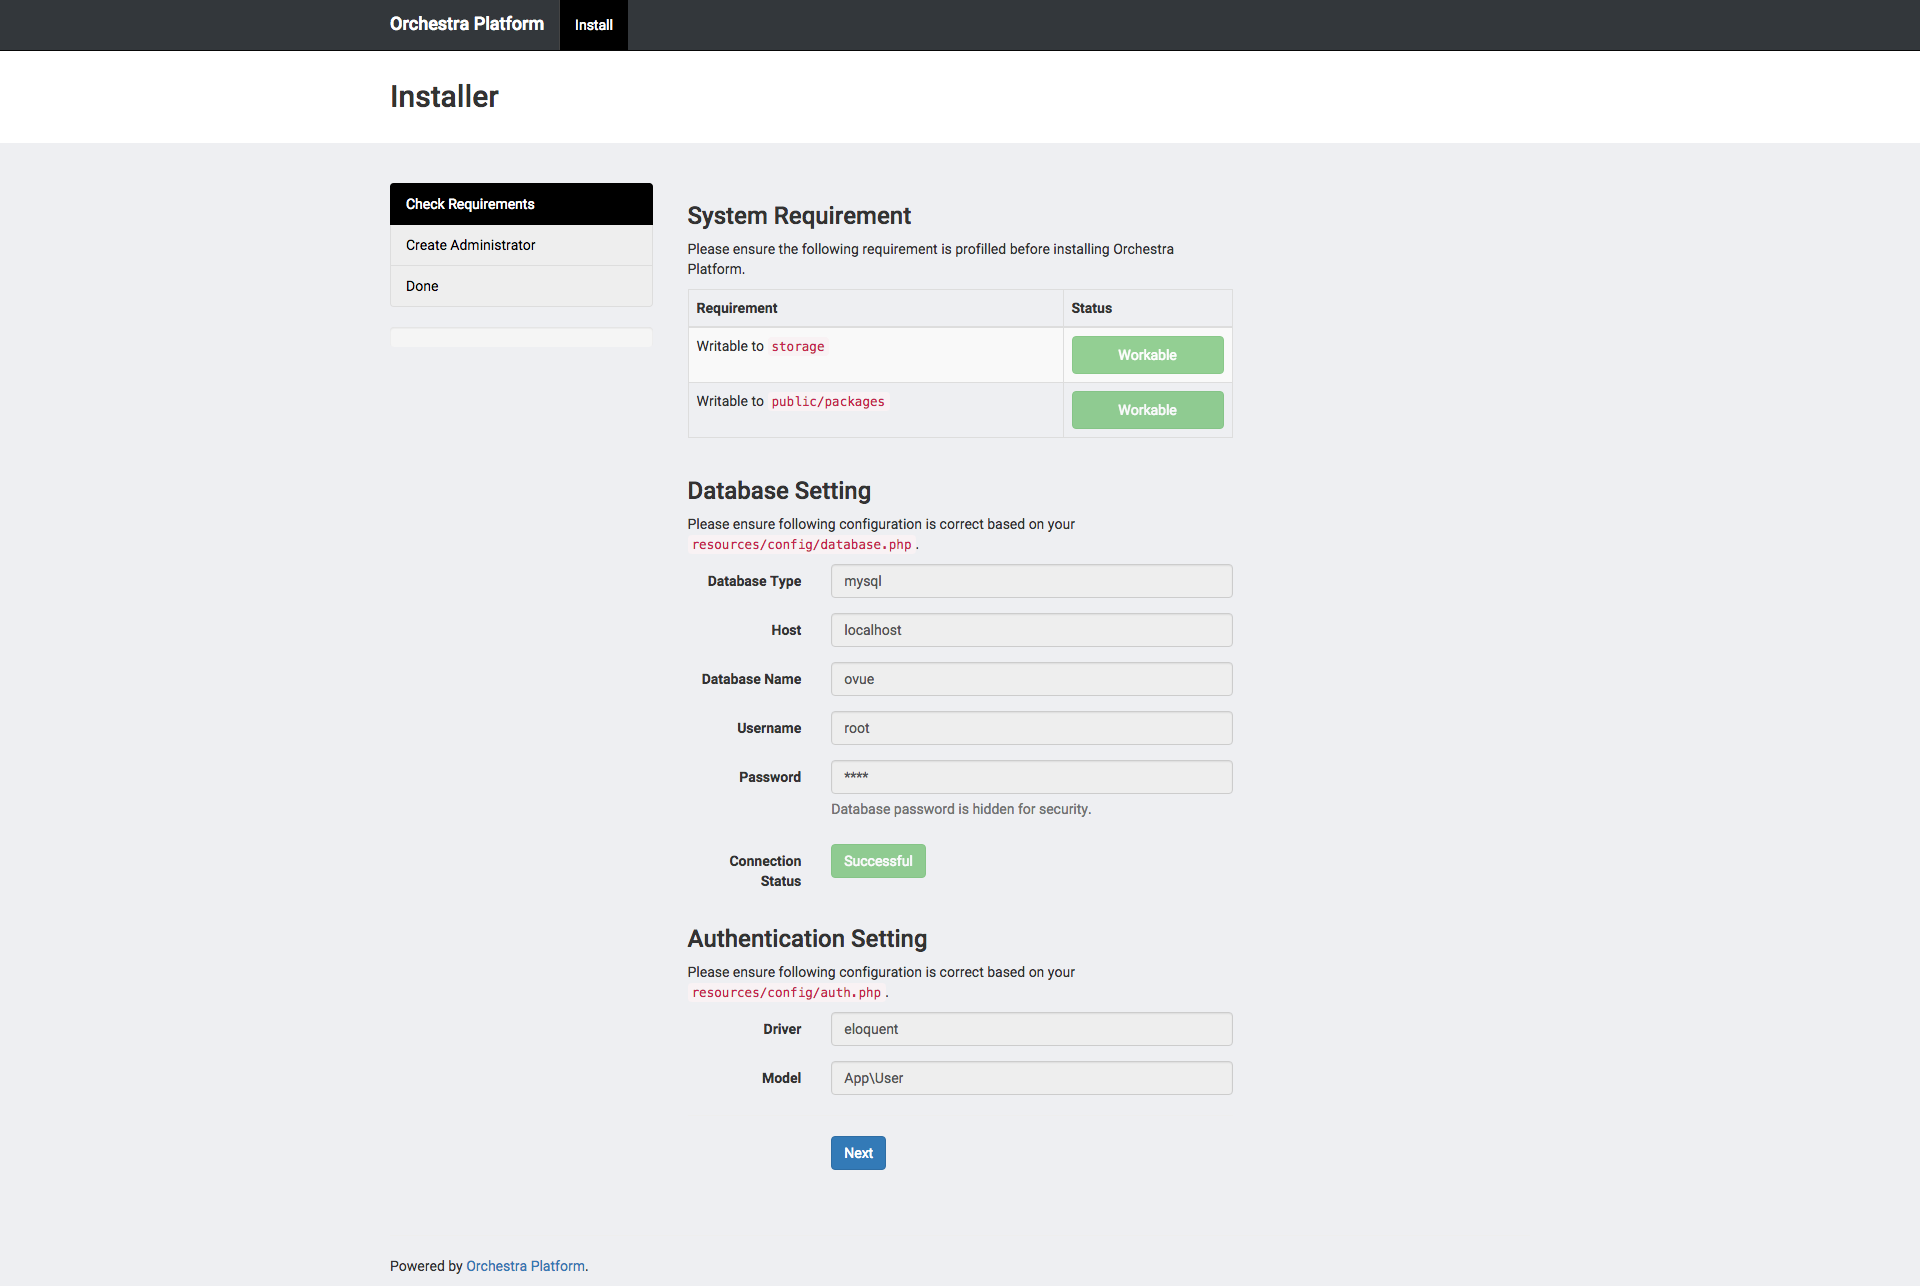 Orchestra Platform
Install
Installer
Check Requirements
Create Administrator
Done
System Requirement
Please ensure the following requirement is profilled before installing Orchestra
Platform.
Requirement Status
Writable to storage Workable
Writable to public/packages Workable
Database Setting
Please ensure following configuration is correct based on your
resources/config/database.php.
Database Type mysql
Host localhost
Database Name ovue
Username root
Password ****
Database password is hidden for security.
Connection Successful
Status
Authentication Setting
Please ensure following configuration is correct based on your
resources/config/auth.php.
Driver eloquent
Model App\User
Next
Powered by Orchestra Platform.